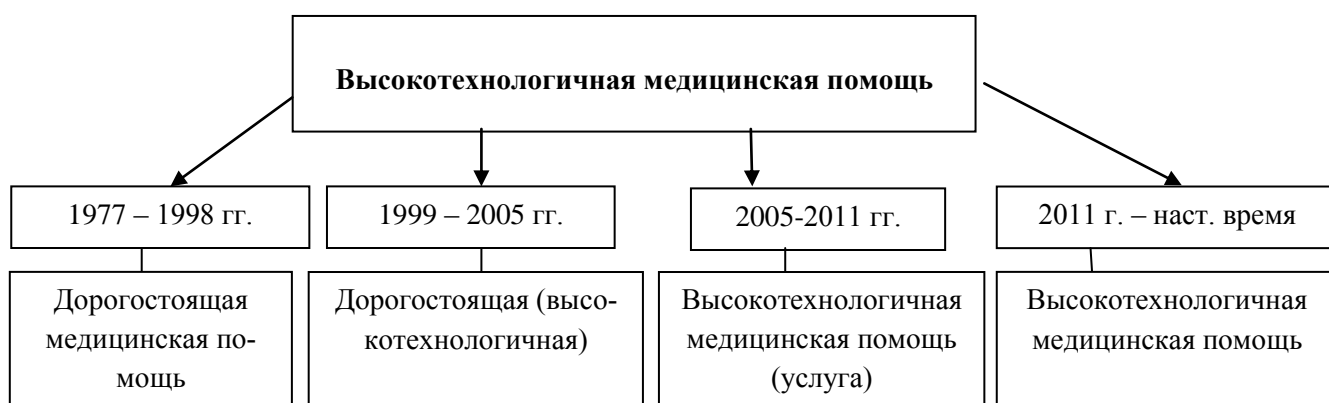 Высокотехнологичная медицинская помощь
1977 – 1998 гг.
1999 – 2005 гг.
2005-2011 гг.
2011 г. – наст. время
Дорогостоящая
медицинская по-
мощь
Дорогостоящая (высо-
котехнологичная)
Высокотехнологичная
медицинская помощь
(услуга)
Высокотехнологичная
медицинская помощь